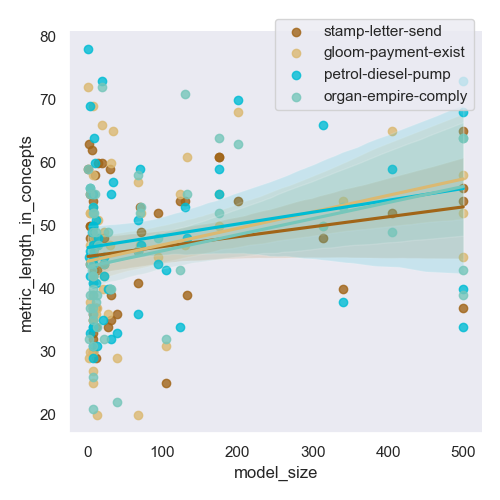 stamp-letter-send
gloom-payment-exist
petrol-diesel-pump
organ-empire-comply
metric_length_in_concepts
80
70
60
50
40
30
20
0
100
200
300
400
500
model_size